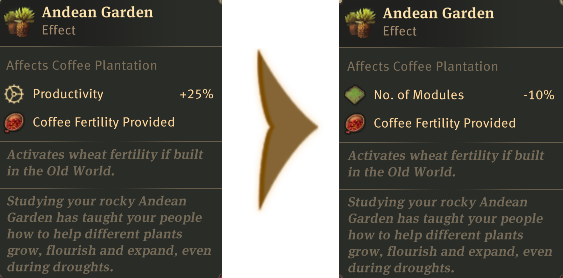 Andean Garden
Effect
Affects Coffee Plantation
Productivity +25%
Coffee Fertility Provided
Activates wheat fertility if built
in the Old World.
Studying your rocky Andean
Garden has taught your people
how to help different plants
grow, flourish and expand, even
during droughts.
Andean Garden
Effect
Affects Coffee Plantation
No. of Modules -10%
Coffee Fertility Provided
Activates wheat fertility if built
in the Old World.
Studying your rocky Andean
Garden has taught your people
how to help different plants
grow, flourish and expand, even
during droughts.